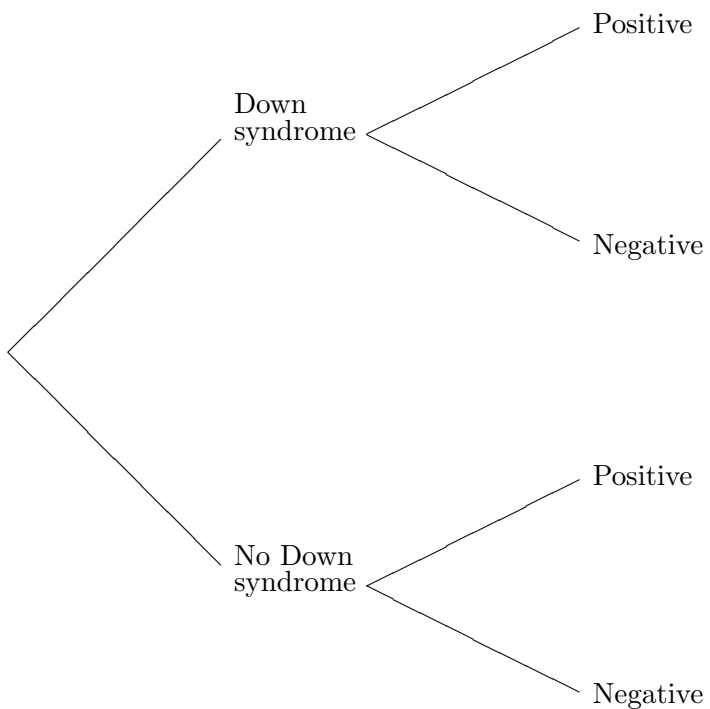 Positive
Down
syndrome
Negative
Positive
No Down
syndrome
Negative